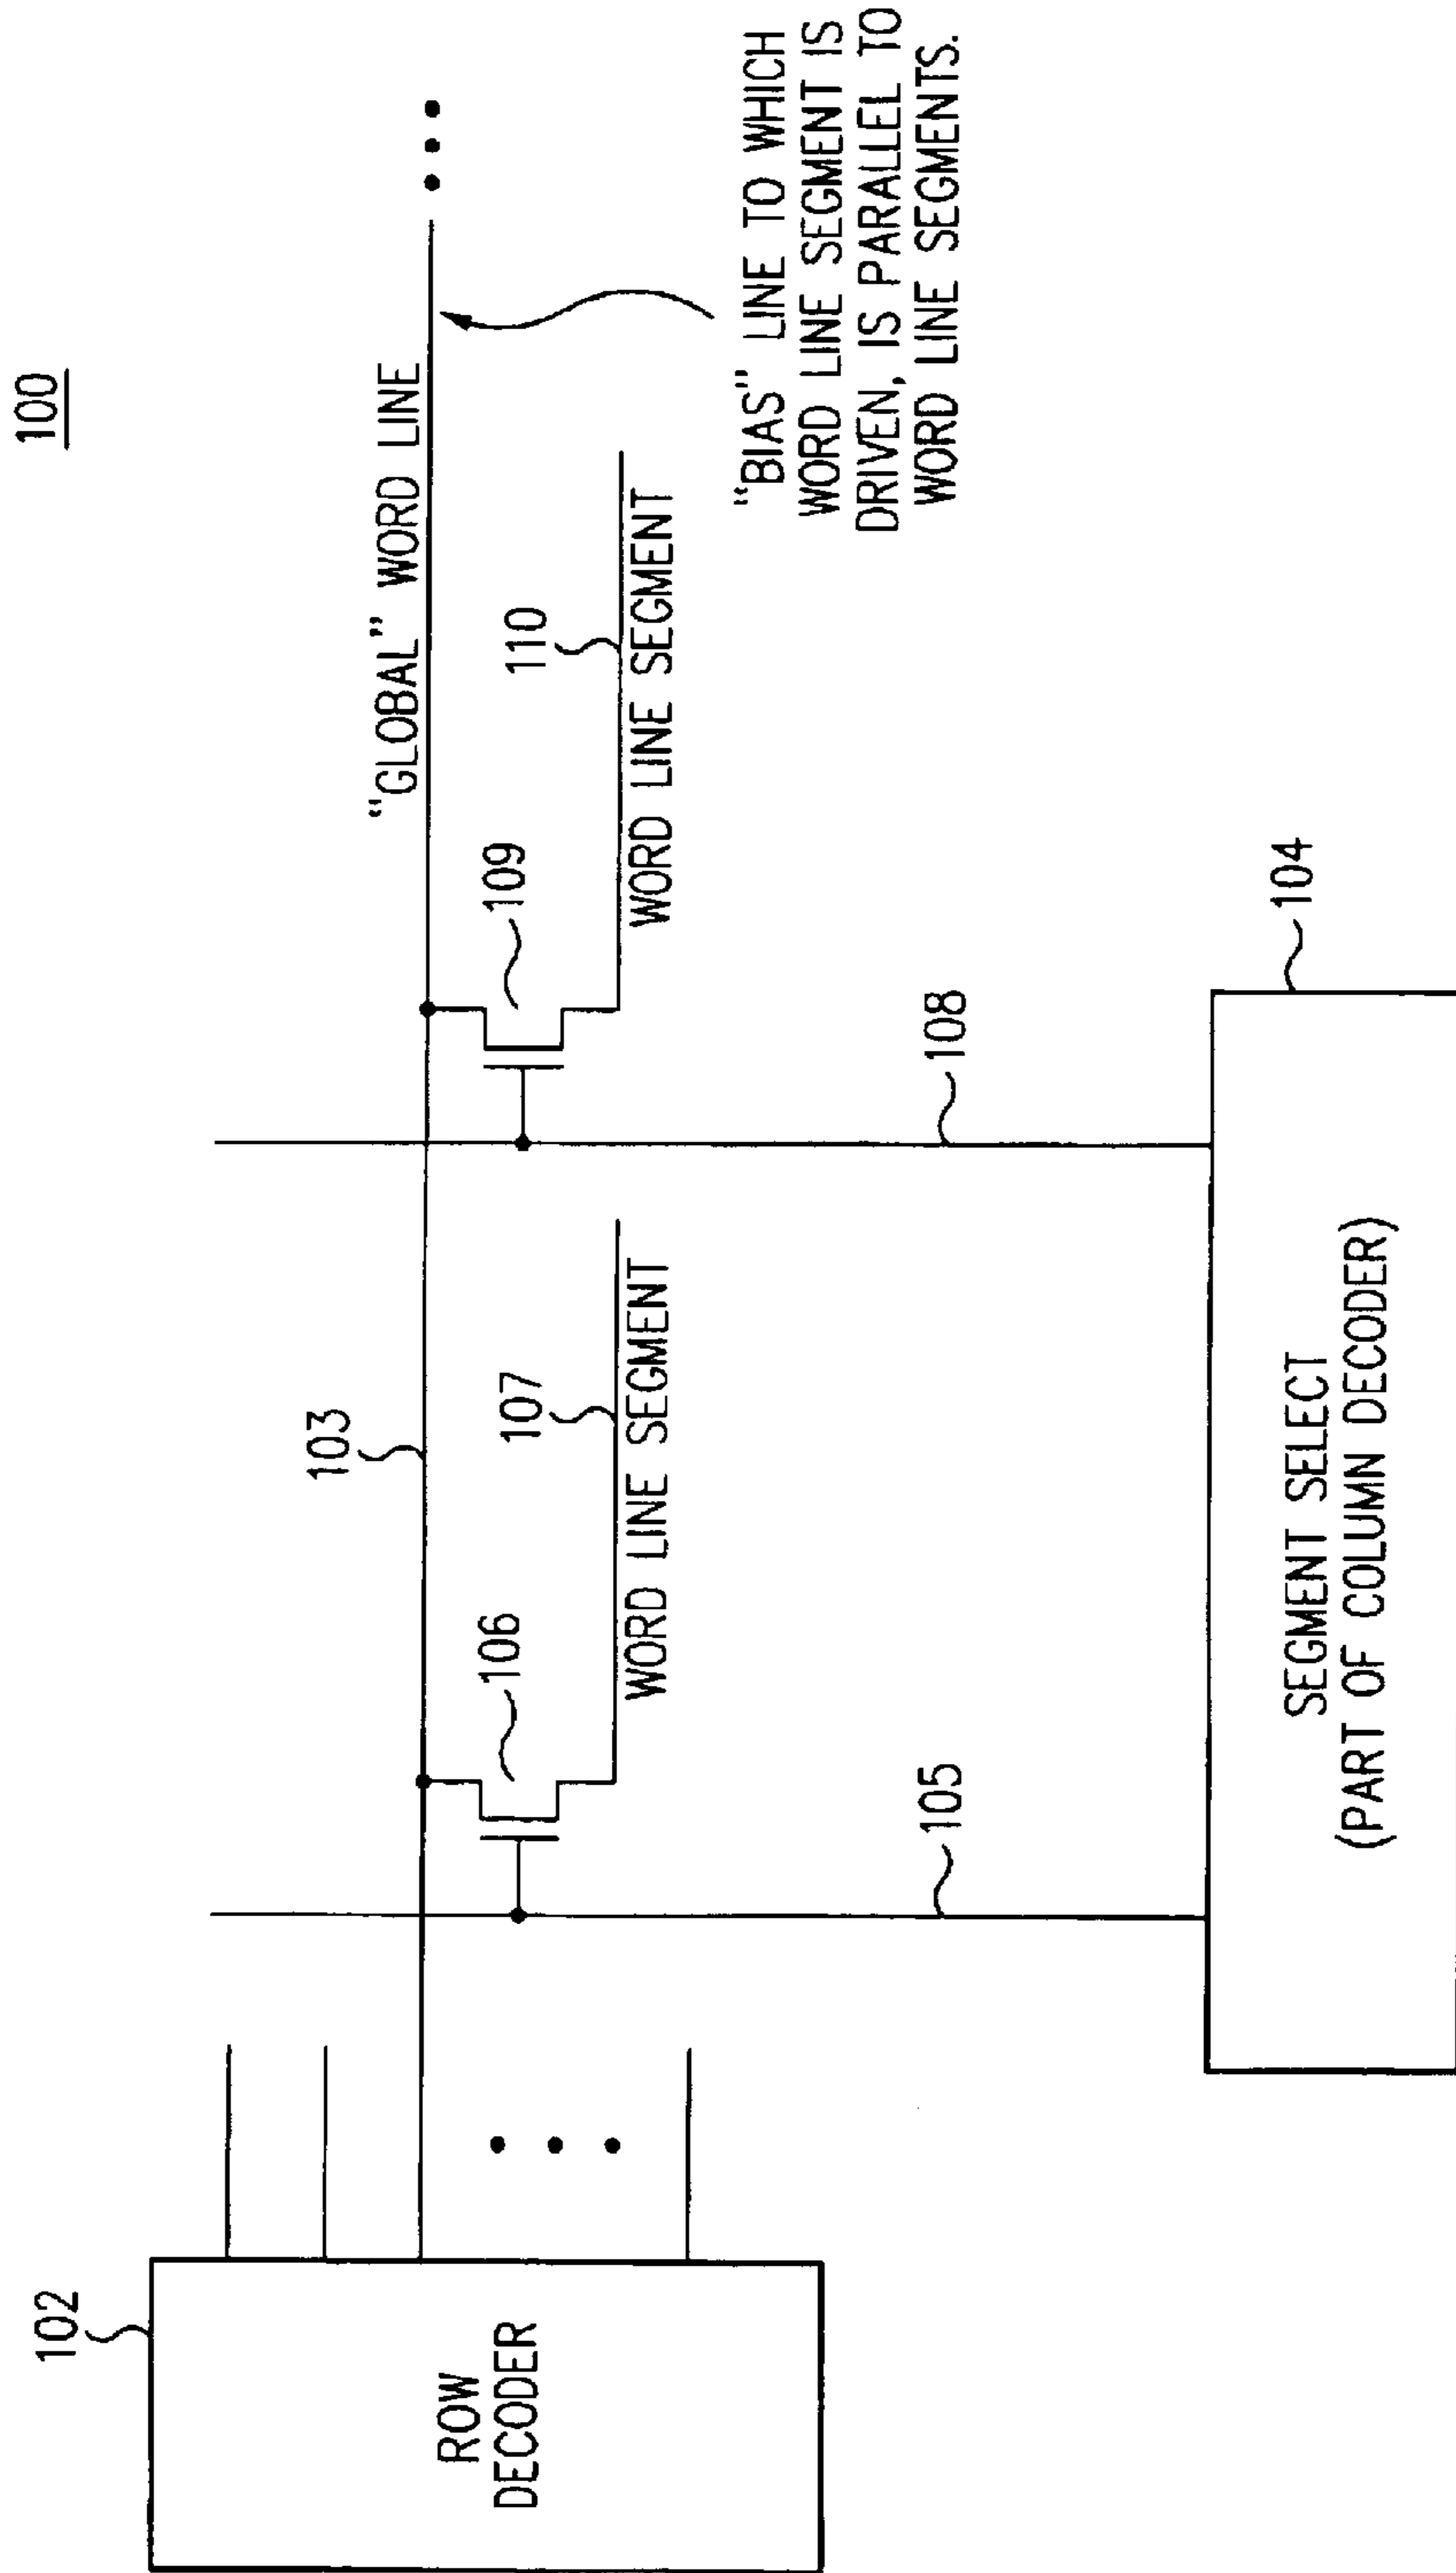 100
"GLOBAL" WORD LINE
"BIAS" LINE TO WHICH
WORD LINE SEGMENT IS
DRIVEN, IS PARALLEL TO
WORD LINE SEGMENTS.
102
ROW
DECODER
103
106
107
WORD LINE SEGMENT
109
110
WORD LINE SEGMENT
105
108
104
SEGMENT SELECT
(PART OF COLUMN DECODER)